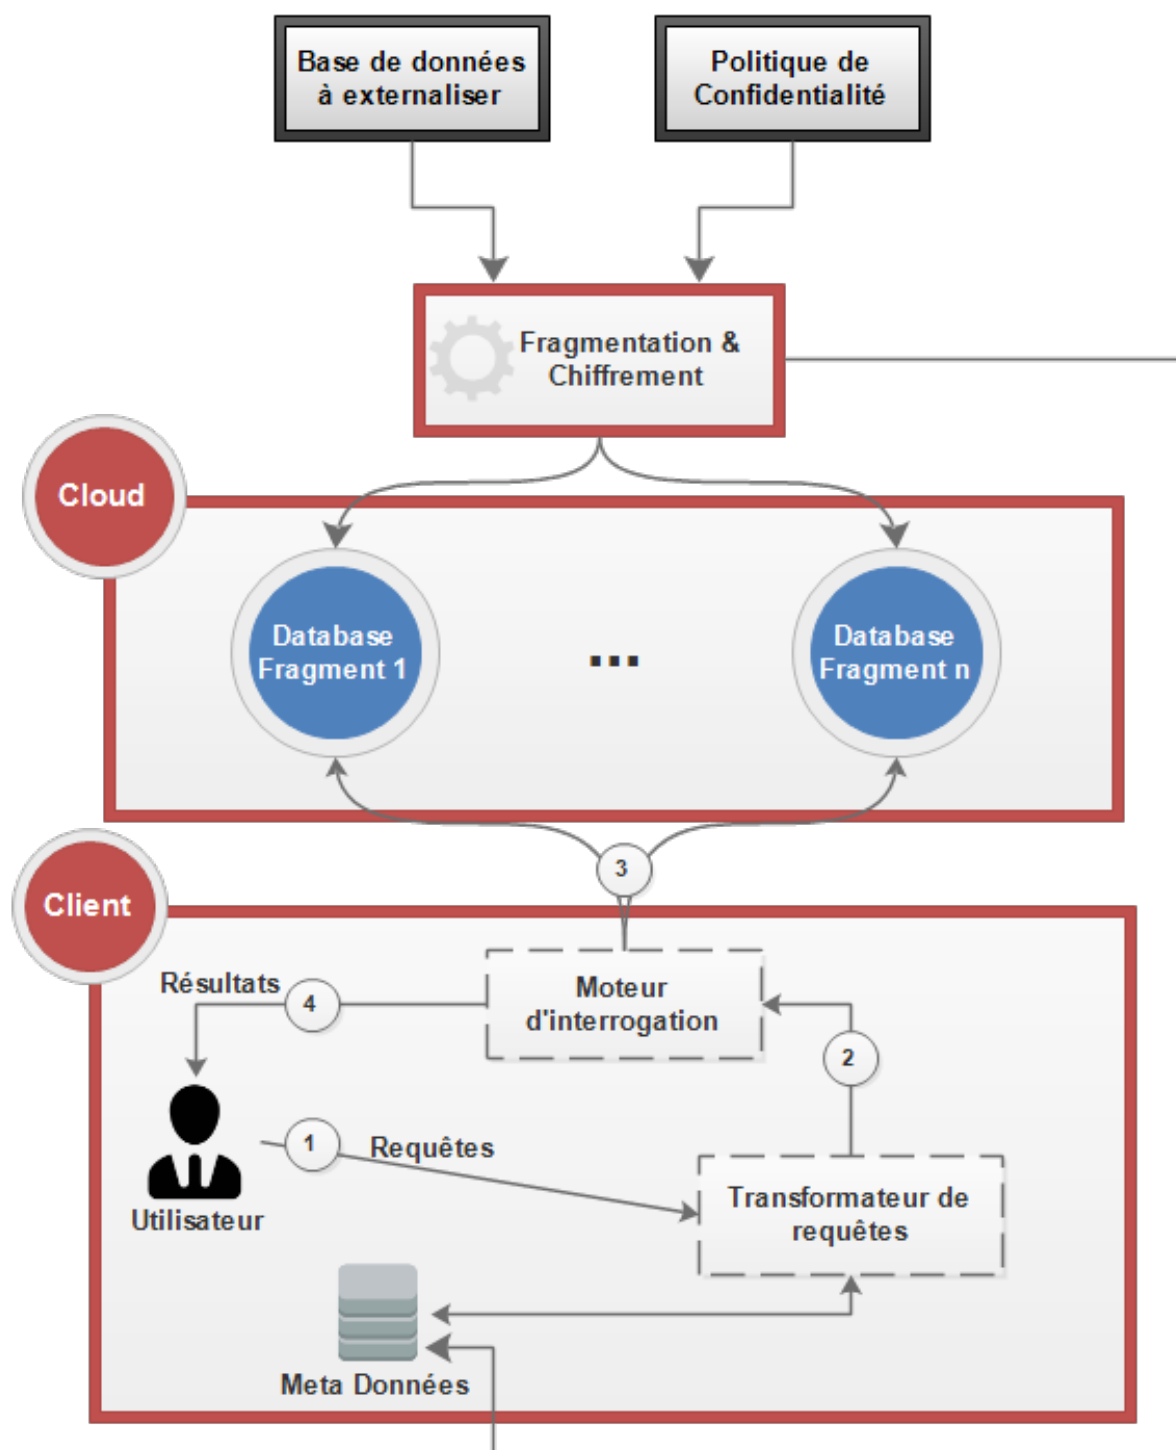 Base de données
à externaliser
Politique de
Confidentialité
Fragmentation &
Chiffrement
Cloud
Database
Fragment 1
...
Database
Fragment n
3
Client
Moteur
d'interrogation
Résultats
4
2
1
Requêtes
Transformateur de
requêtes
Utilisateur
Meta Données